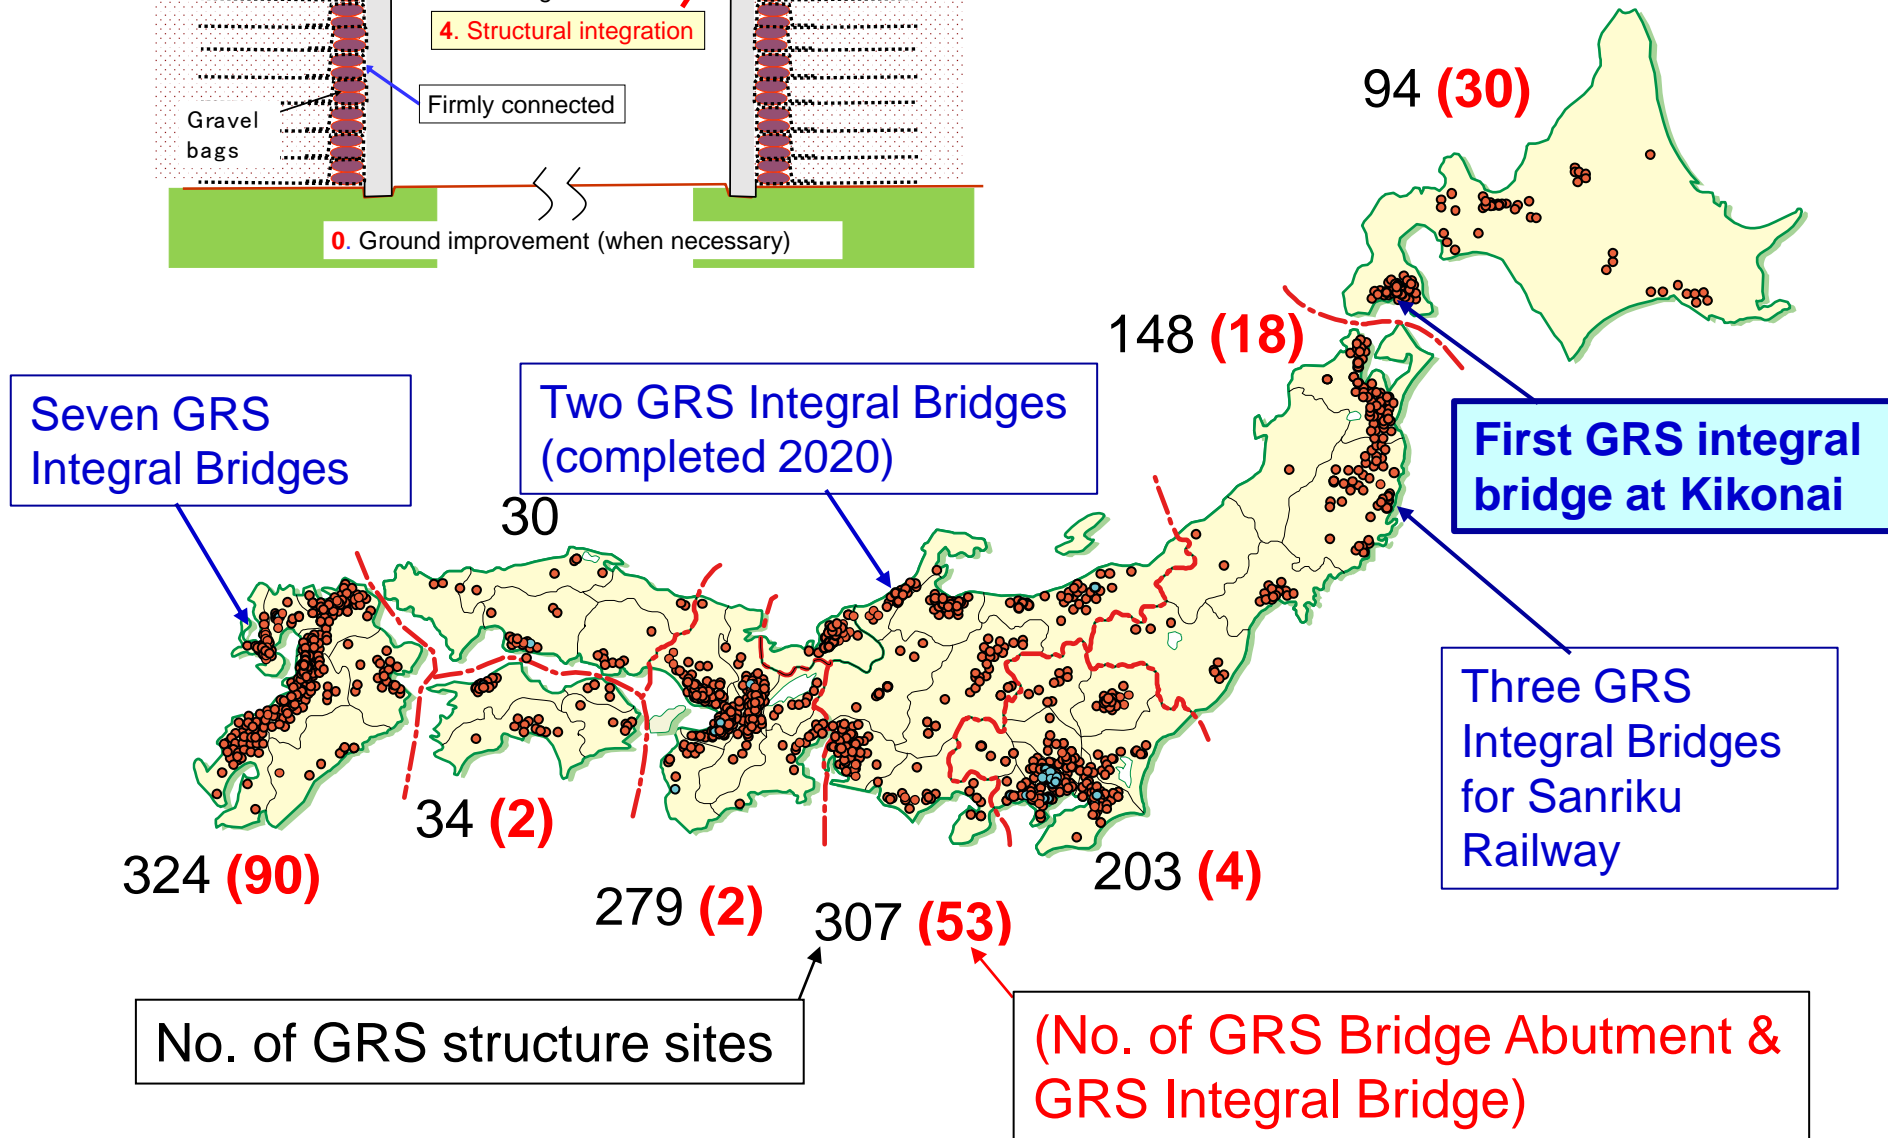 4. Structural integration
Firmly connected
Gravel
bags
0. Ground improvement (when necessary)
94 (30)
148 (18)
Seven GRS
Integral Bridges
Two GRS Integral Bridges
(completed 2020)
First GRS integral
bridge at Kikonai
30
Three GRS
Integral Bridges
for Sanriku
Railway
34 (2)
324 (90)
279 (2)
307 (53)
203 (4)
No. of GRS structure sites
(No. of GRS Bridge Abutment &
GRS Integral Bridge)